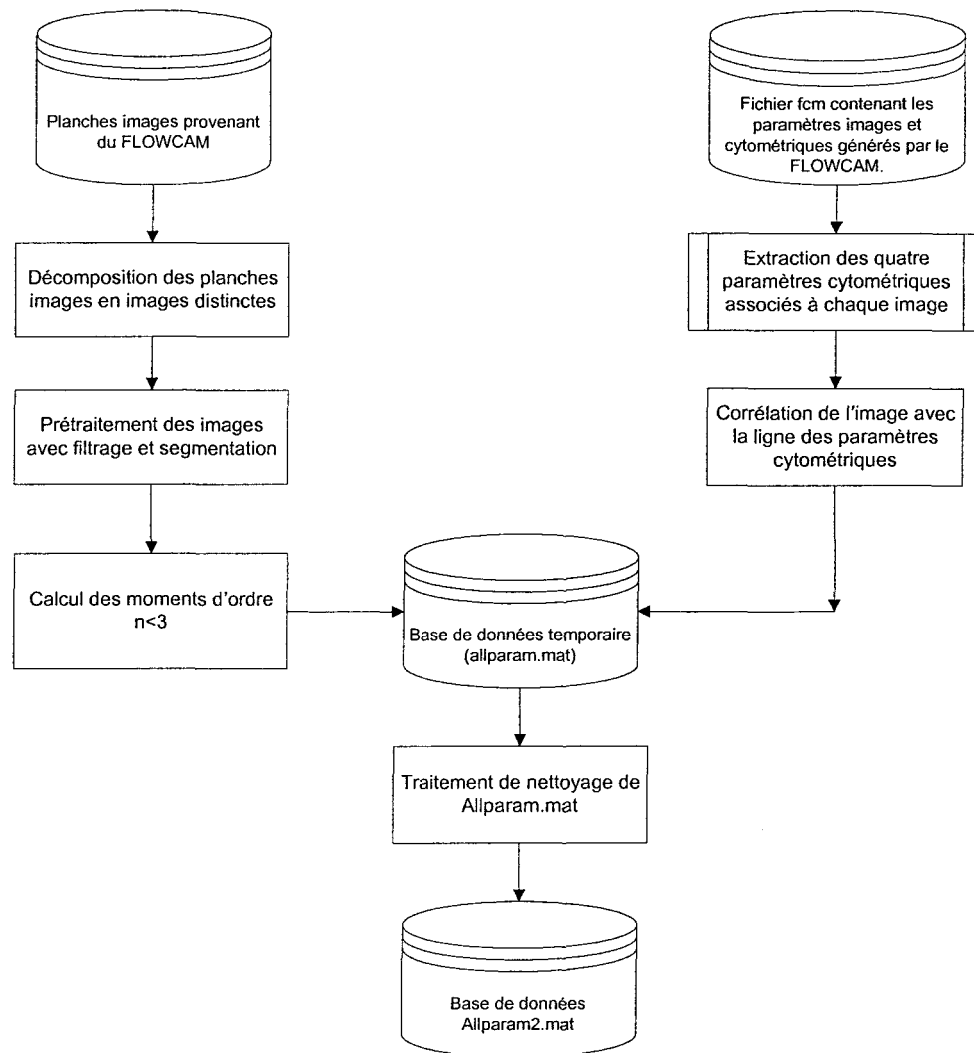 Planches images provenant
du FLOWCAM
Fichier fcm contenant les
paramètres images et
cytométriques générés par le
FLOWCAM.
Décomposition des planches
images en images distinctes
Extraction des quatre
paramètres cytométriques
associés à chaque image
Prétraitement des images
avec filtrage et segmentation
Corrélation de l'image avec
la ligne des paramètres
cytométriques
Calcul des moments d'ordre
n<3
Base de données temporaire
(allparam.mat)
Traitement de nettoyage de
Allparam.mat
Base de données
Allparam2.mat